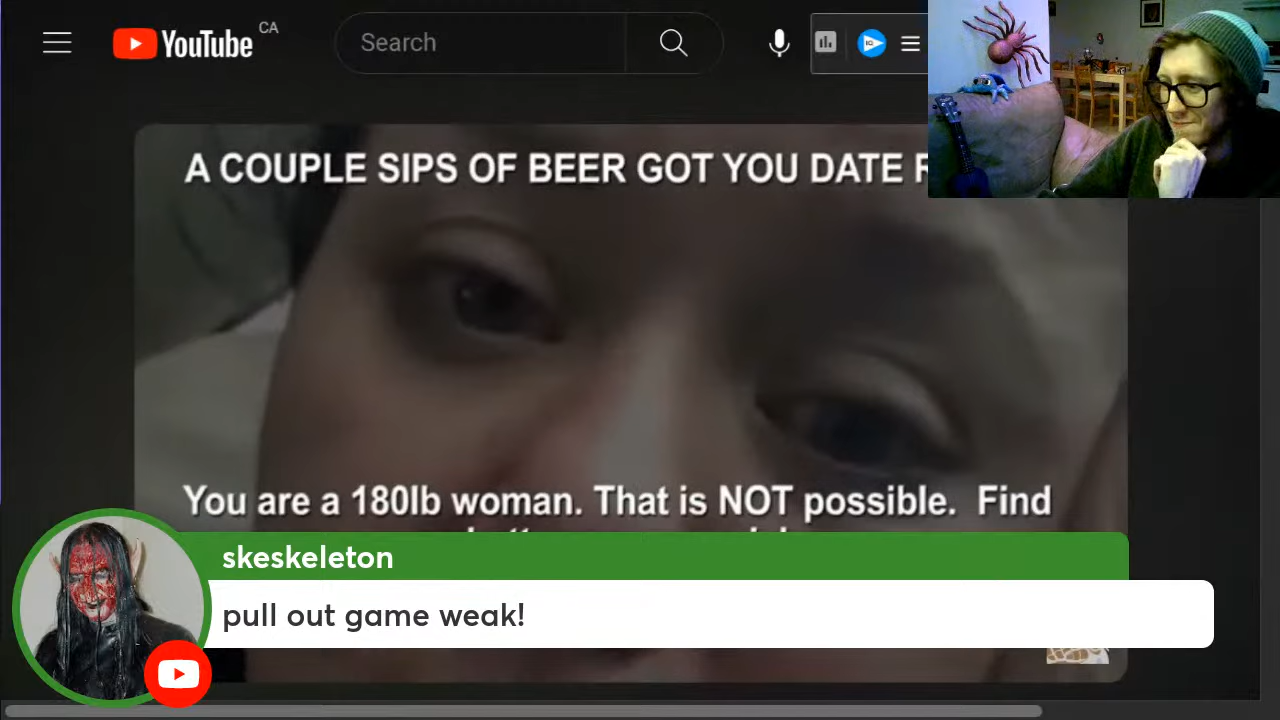 YouTube CA
Search
A COUPLE SIPS OF BEER GOT YOU DATE
You are a 180lb woman. That is NOT possible. Find
skeskeleton
pull out game weak!